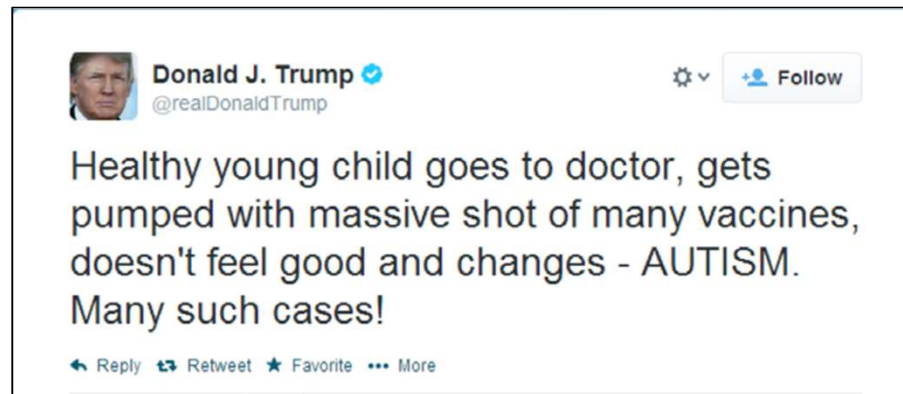 Donald J. Trump
@realDonaldTrump
Follow
Healthy young child goes to doctor, gets
pumped with massive shot of many vaccines,
doesn't feel good and changes - AUTISM.
Many such cases!
Reply Retweet Favorite More